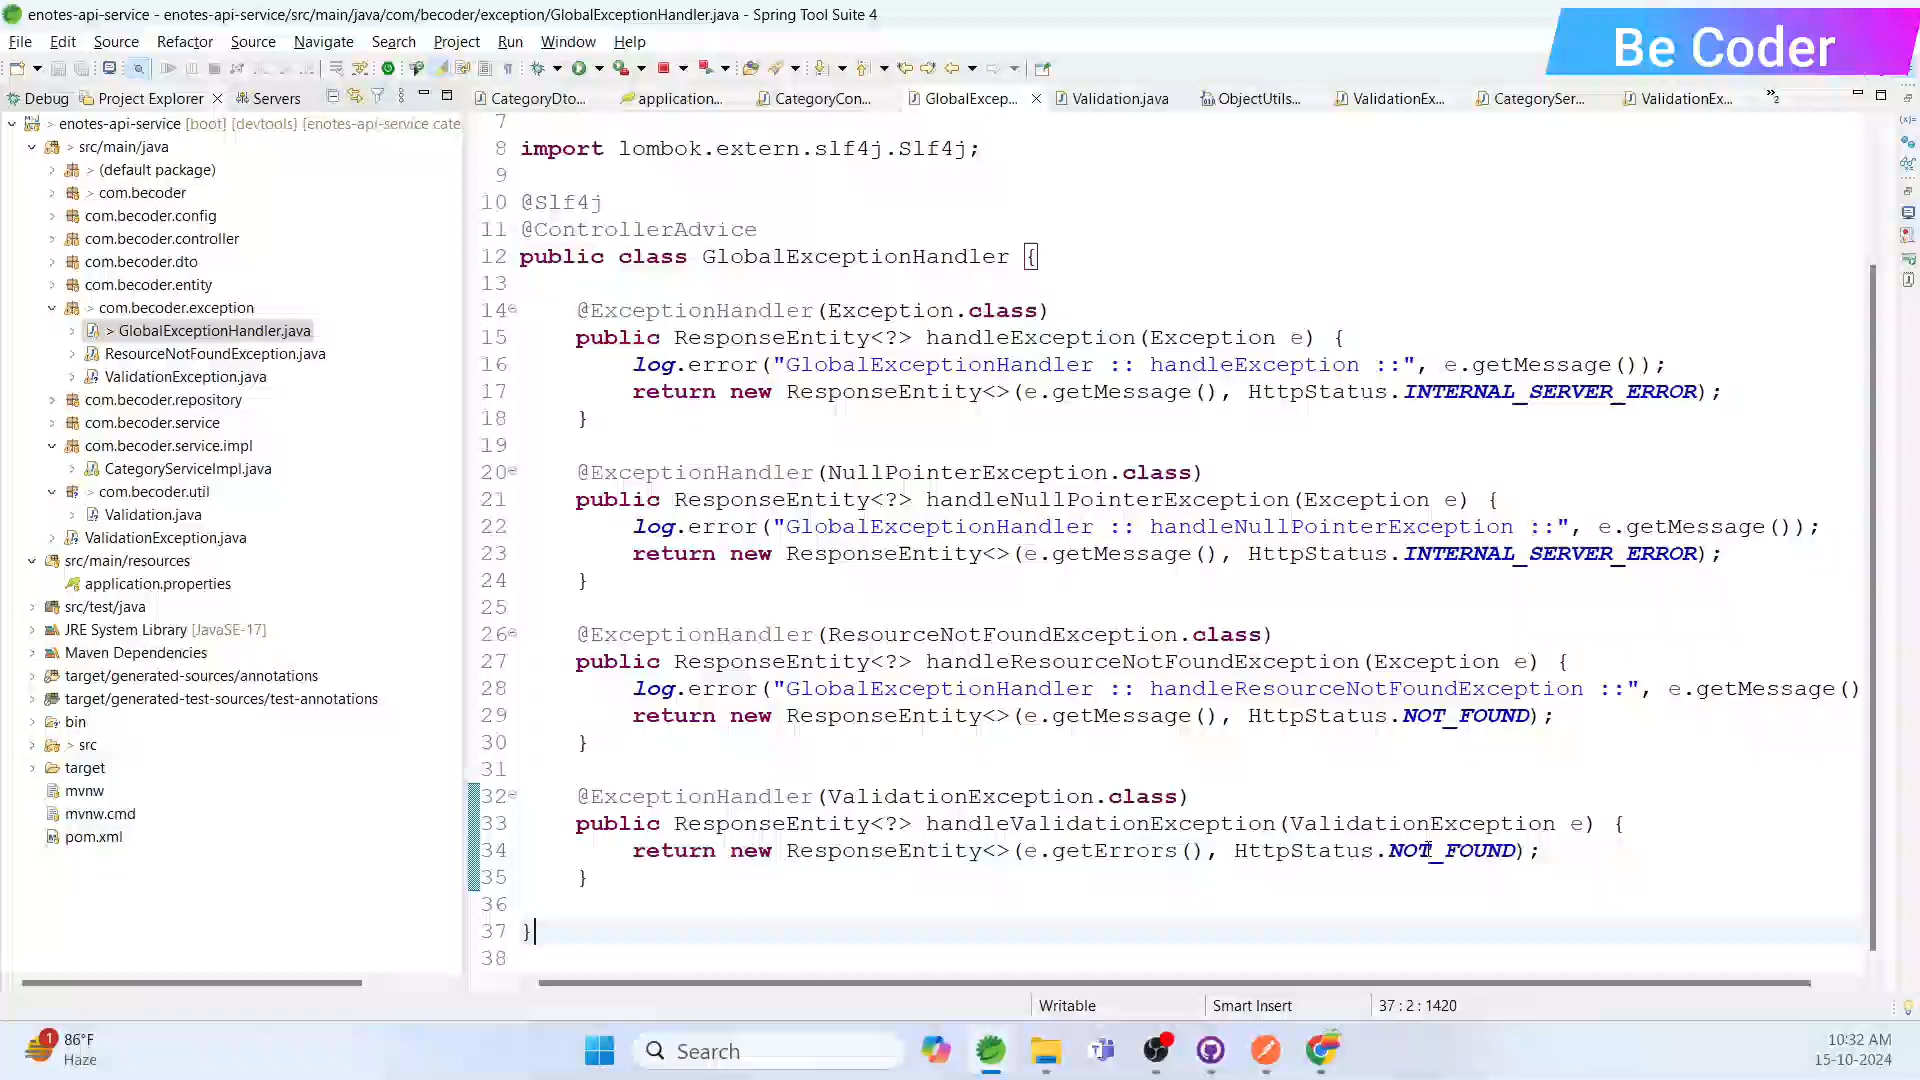 enotes-api-service - enotes-api-service/src/main/java/com/becoder/exception/GlobalExceptionHandler.java - Spring Tool Suite 4
Be Coder
File Edit Source Refactor Source Navigate Search Project Run Window Help
Debug Project Explorer Servers
CategoryDto... application... CategoryCon... GlobalExcep... Validation.java ObjectUtils... ValidationEx... CategorySer... ValidationEx... 2
> enotes-api-service [boot] [devtools] [enotes-api-service cate
> src/main/java
> (default package)
> com.becoder
com.becoder.config
com.becoder.controller
com.becoder.dto
com.becoder.entity
> com.becoder.exception
> GlobalExceptionHandler.java
ResourceNotFoundException.java
ValidationException.java
com.becoder.repository
com.becoder.service
com.becoder.service.impl
CategoryServiceImpl.java
> com.becoder.util
Validation.java
ValidationException.java
src/main/resources
application.properties
src/test/java
JRE System Library [JavaSE-17]
Maven Dependencies
target/generated-sources/annotations
target/generated-test-sources/test-annotations
bin
> src
target
mvnw
mvnw.cmd
pom.xml
7
8 import lombok.extern.slf4j.Slf4j;
9
10 @Slf4j
11 @ControllerAdvice
12 public class GlobalExceptionHandler {
13
14 @ExceptionHandler(Exception.class)
15 public ResponseEntity<?> handleException(Exception e) {
16 log.error("GlobalExceptionHandler :: handleException ::", e.getMessage());
17 return new ResponseEntity<>(e.getMessage(), HttpStatus.INTERNAL_SERVER_ERROR);
18 }
19
20 @ExceptionHandler(NullPointerException.class)
21 public ResponseEntity<?> handleNullPointerException(Exception e) {
22 log.error("GlobalExceptionHandler :: handleNullPointerException ::", e.getMessage());
23 return new ResponseEntity<>(e.getMessage(), HttpStatus.INTERNAL_SERVER_ERROR);
24 }
25
26 @ExceptionHandler(ResourceNotFoundException.class)
27 public ResponseEntity<?> handleResourceNotFoundException(Exception e) {
28 log.error("GlobalExceptionHandler :: handleResourceNotFoundException ::", e.getMessage()
29 return new ResponseEntity<>(e.getMessage(), HttpStatus.NOT_FOUND);
30 }
31
32 @ExceptionHandler(ValidationException.class)
33 public ResponseEntity<?> handleValidationException(ValidationException e) {
34 return new ResponseEntity<>(e.getErrors(), HttpStatus.NOT_FOUND);
35 }
36
37 }
38
Writable Smart Insert 37 : 2 : 1420
1 86°F
Haze
Search
10:32 AM
15-10-2024